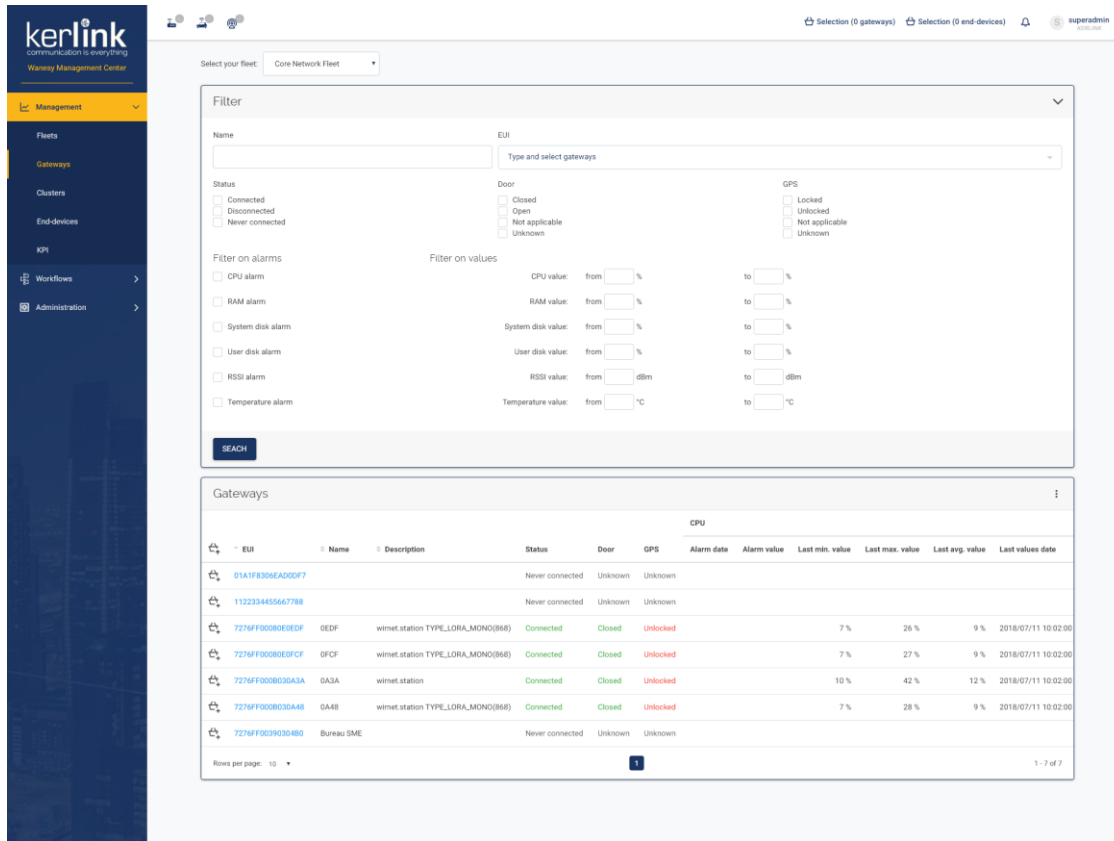 kerlink
communication is everything
Wanesy Management Center
Management
Fleets
Gateways
Clusters
End-devices
KPI
Workflows
Administration
Selection (0 gateways) Selection (0 end-devices) S superadmin
KERLINK
Select your fleet: Core Network Fleet
Filter
Name EUI
Type and select gateways
Status Door GPS
Connected Closed Locked
Disconnected Open Unlocked
Never connected Not applicable Not applicable
Unknown Unknown
Filter on alarms Filter on values
CPU alarm CPU value: from % to %
RAM alarm RAM value: from % to %
System disk alarm System disk value: from % to %
User disk alarm User disk value: from % to %
RSSI alarm RSSI value: from dBm to dBm
Temperature alarm Temperature value: from °C to °C
SEACH
Gateways
CPU
EUI Name Description Status Door GPS Alarm date Alarm value Last min. value Last max. value Last avg. value Last values date
01A1F8306EAD0DF7 Never connected Unknown Unknown
1122334455667788 Never connected Unknown Unknown
7276FF00080E0EDF 0EDF wirnet.station TYPE_LORA_MONO(868) Connected Closed Unlocked 7 % 26 % 9 % 2018/07/11 10:02:00
7276FF00080E0FCF 0FCF wirnet.station TYPE_LORA_MONO(868) Connected Closed Unlocked 7 % 27 % 9 % 2018/07/11 10:02:00
7276FF000B030A3A 0A3A wirnet.station Connected Closed Unlocked 10 % 42 % 12 % 2018/07/11 10:02:00
7276FF000B030A48 0A48 wirnet.station TYPE_LORA_MONO(868) Connected Closed Unlocked 7 % 28 % 9 % 2018/07/11 10:02:00
7276FF00390304B0 Bureau SME Never connected Unknown Unknown
Rows per page: 10 1 1 - 7 of 7